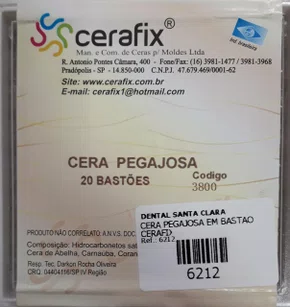 cerafix®
Man. e Com. de Ceras p/ Moldes Ltda
R. Antonio Pontes Câmara, 400 - Fone/Fax: (16) 3981-1477 / 3981-3968
Pradópolis - SP - 14.850-000 C.N.P.J. 47.679.469/0001-62
Site: www.cerafix.com.br
E-mail: cerafix1@hotmail.com
CERA PEGAJOSA
20 BASTÕES
Codigo
3800
PRODUTO NÃO CORRELATO: A.N.V.S. DOC.
Composição: Hidrocarbonetos sa
Cera de Abelha, Carnaúba, Coran
Resp. Tec. Darkon Rocha Oliveira
CRQ: 04404116/SP IV Região
DENTAL SANTA CLARA
CERA PEGAJOSA EM BASTAO
CERAFI
Ref.: 6212
6212